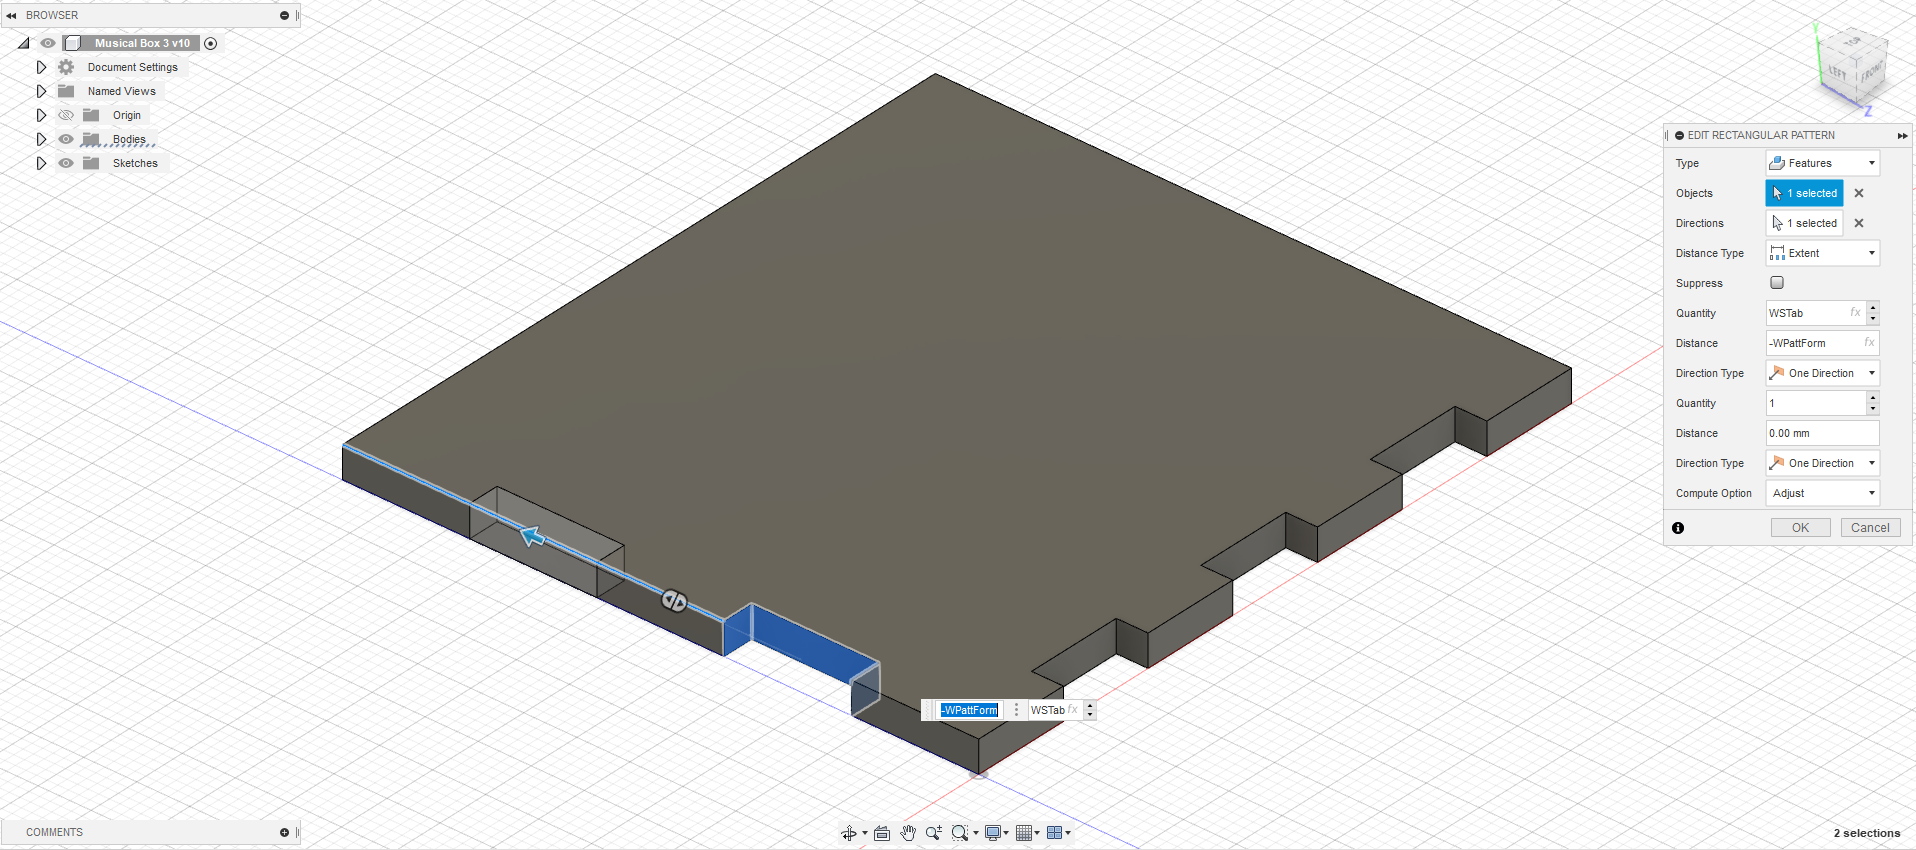 BROWSER
Musical Box 3 v10
Document Settings
Named Views
Origin
Bodies
Sketches
Y
TOP
LEFT
FRONT
Z
EDIT RECTANGULAR PATTERN
Type
Features
Objects
1 selected
Directions
1 selected
Distance Type
Extent
Suppress
Quantity
WSTab
fx
Distance
-WPattForm
fx
Direction Type
One Direction
Quantity
1
Distance
0.00 mm
Direction Type
One Direction
Compute Option
Adjust
OK
Cancel
-WPattForm
WSTab
fx
COMMENTS
2 selections